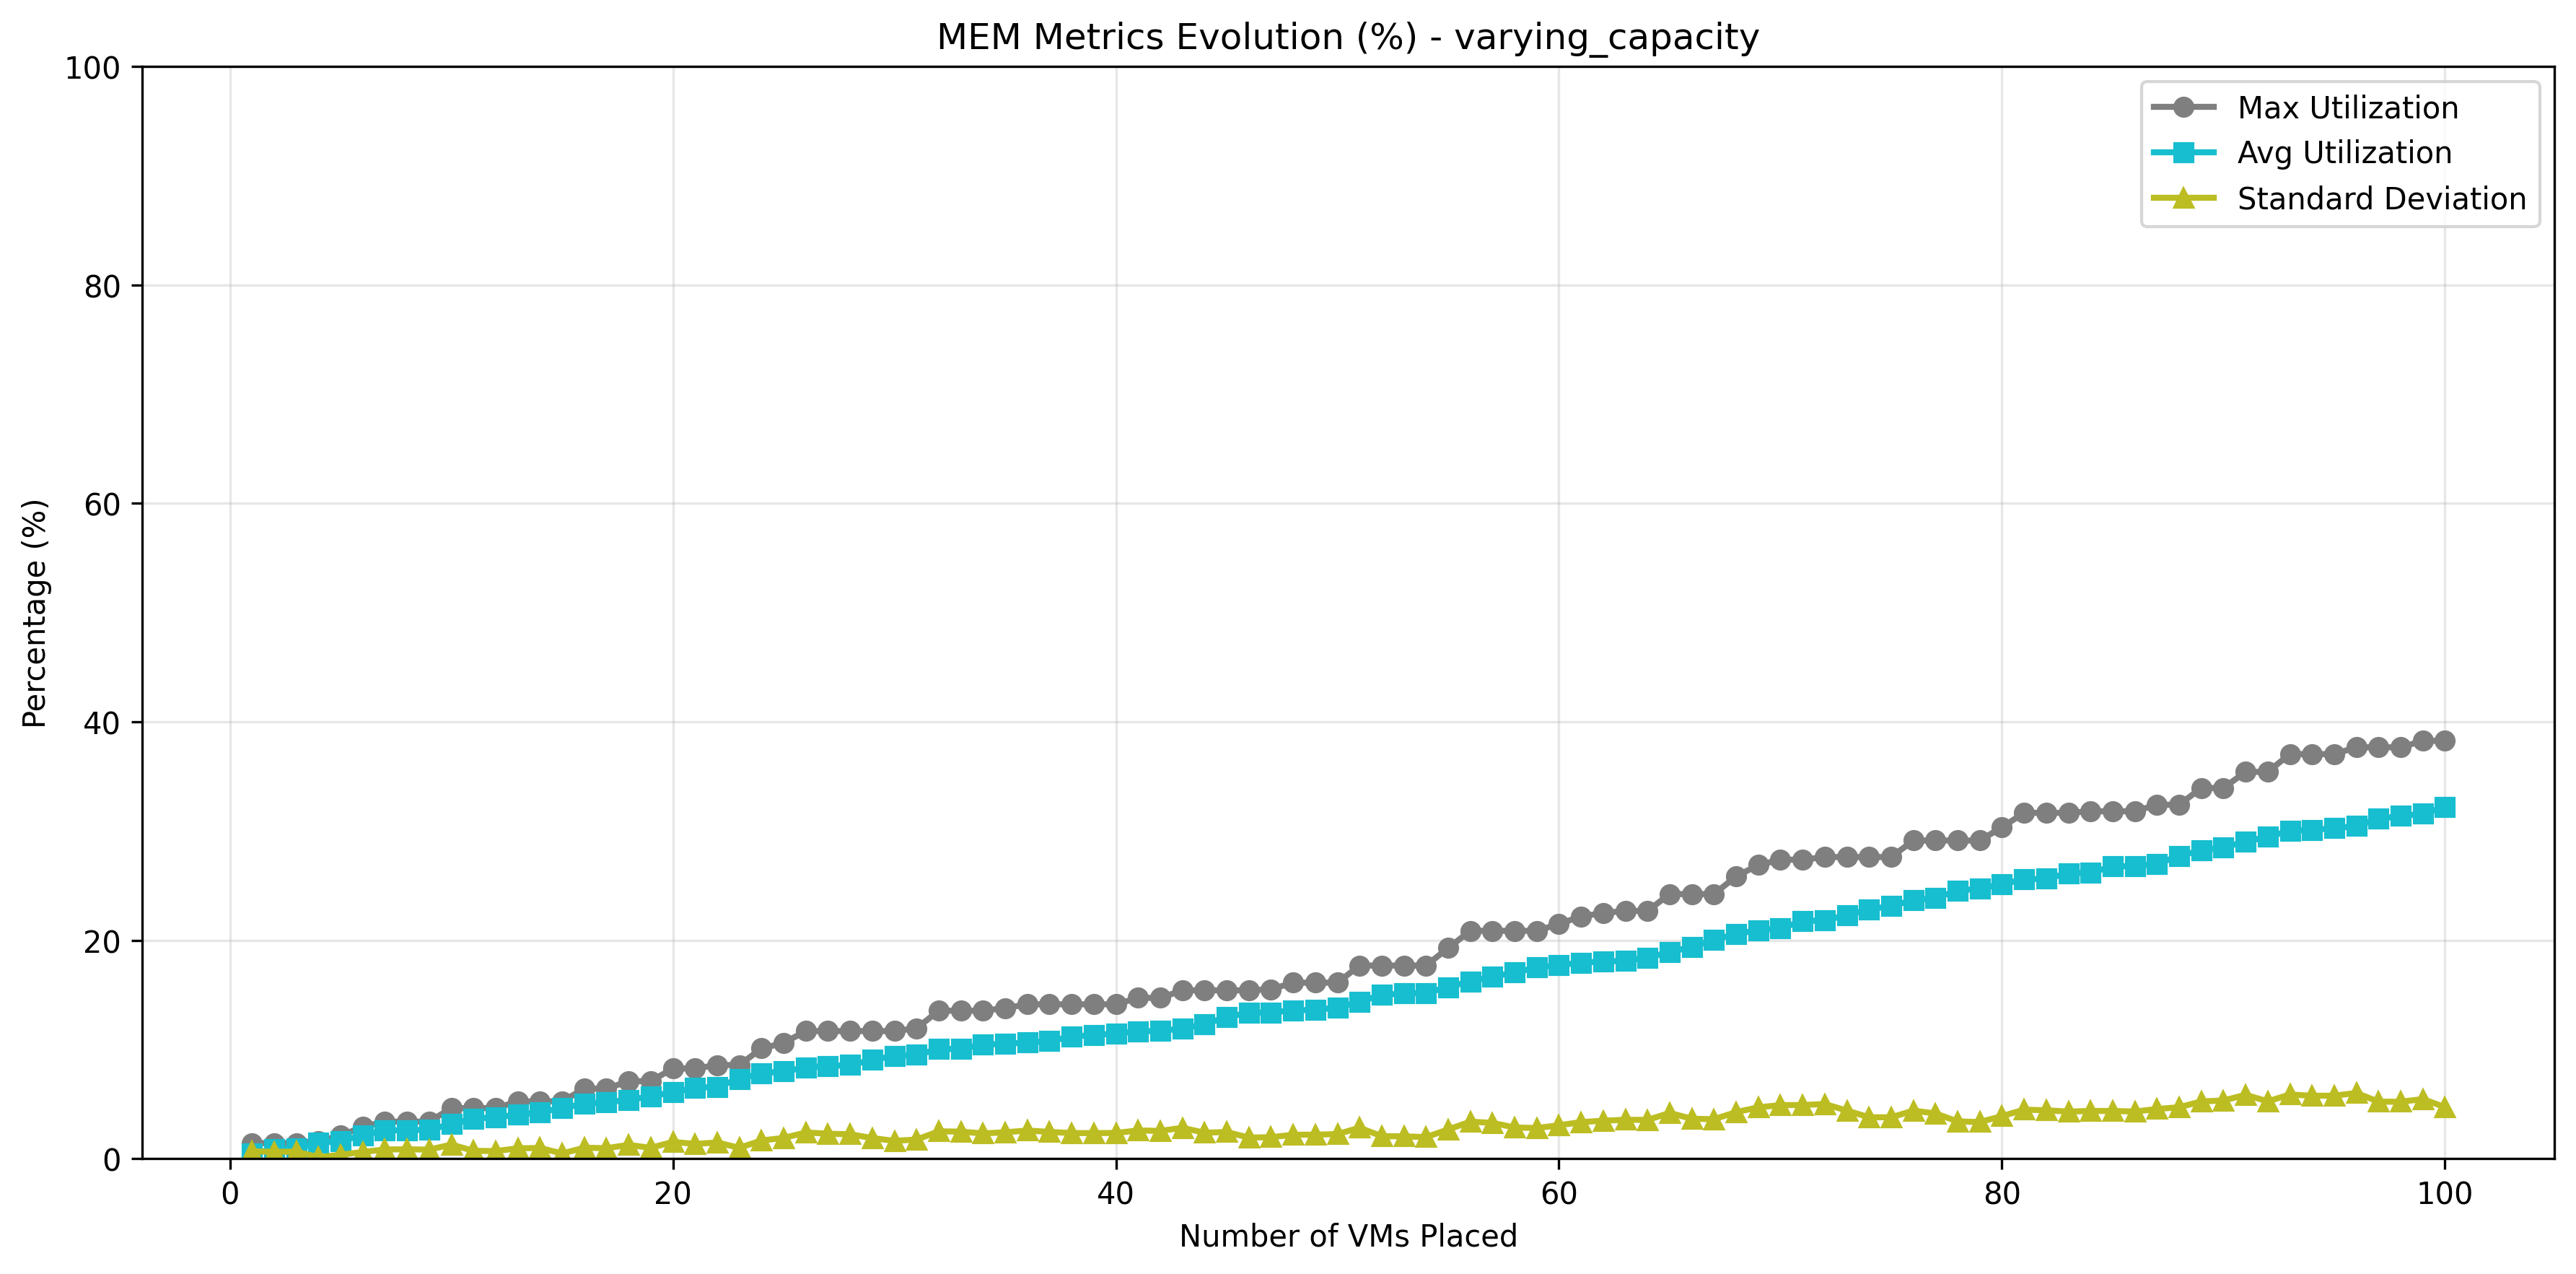 MEM Metrics Evolution (%) - varying_capacity
Max Utilization
Avg Utilization
Standard Deviation
Percentage (%)
100
80
60
40
20
0
0 20 40 60 80 100
Number of VMs Placed